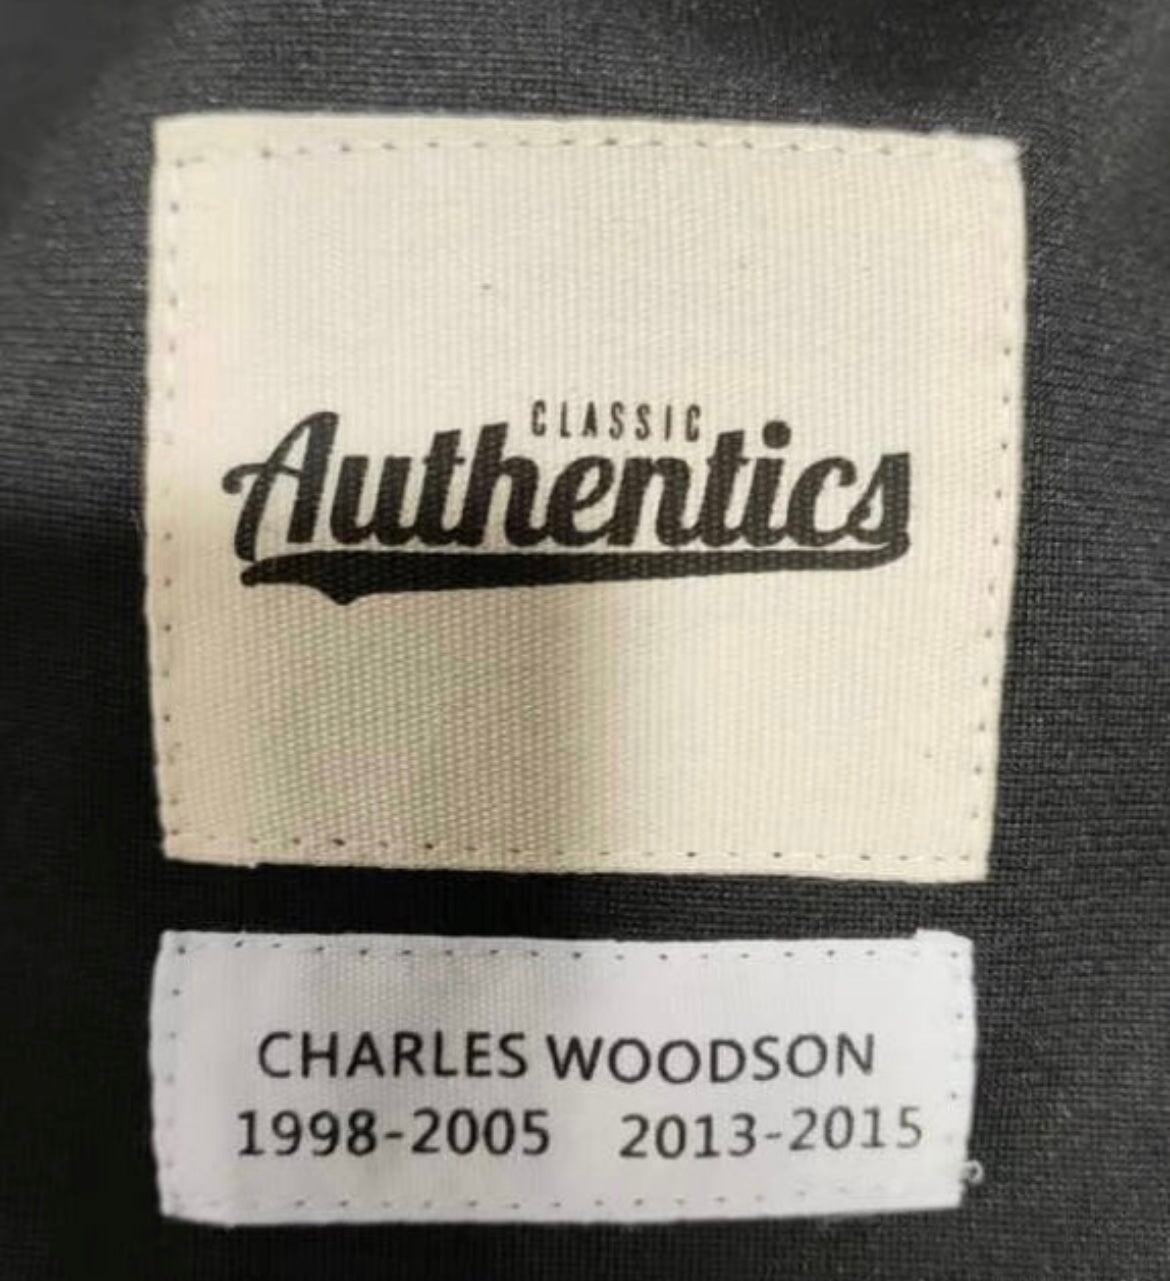 CLASSIC
Authentics
CHARLES WOODSON
1998-2005 2013-2015